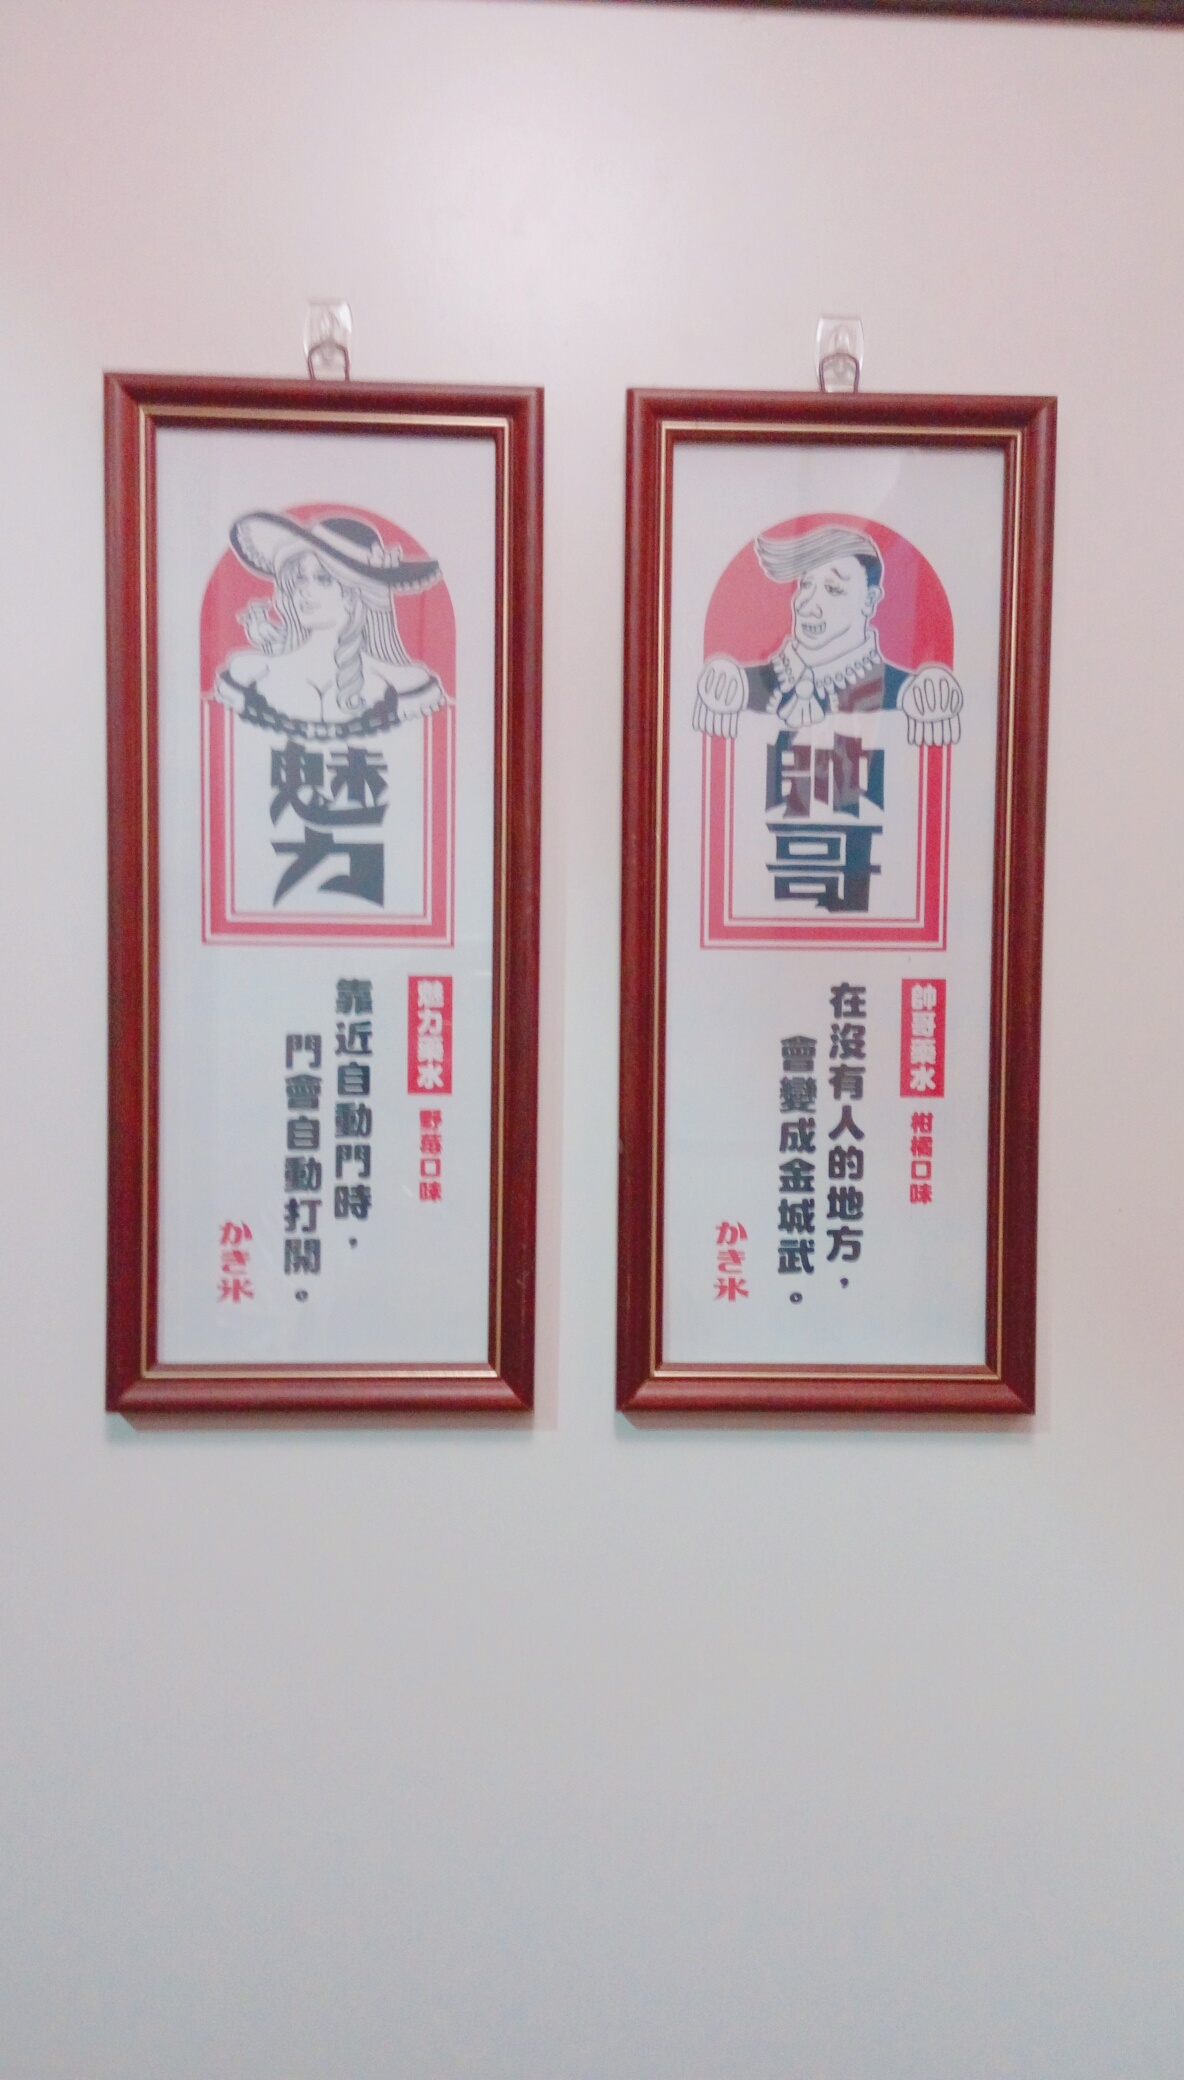 魅力
魅力藥水 野莓口味
靠近自動門時，
門會自動打開。
かき氷
帥哥
帥哥藥水 柑橘口味
在沒有人的地方，
會變成金城武。
かき氷